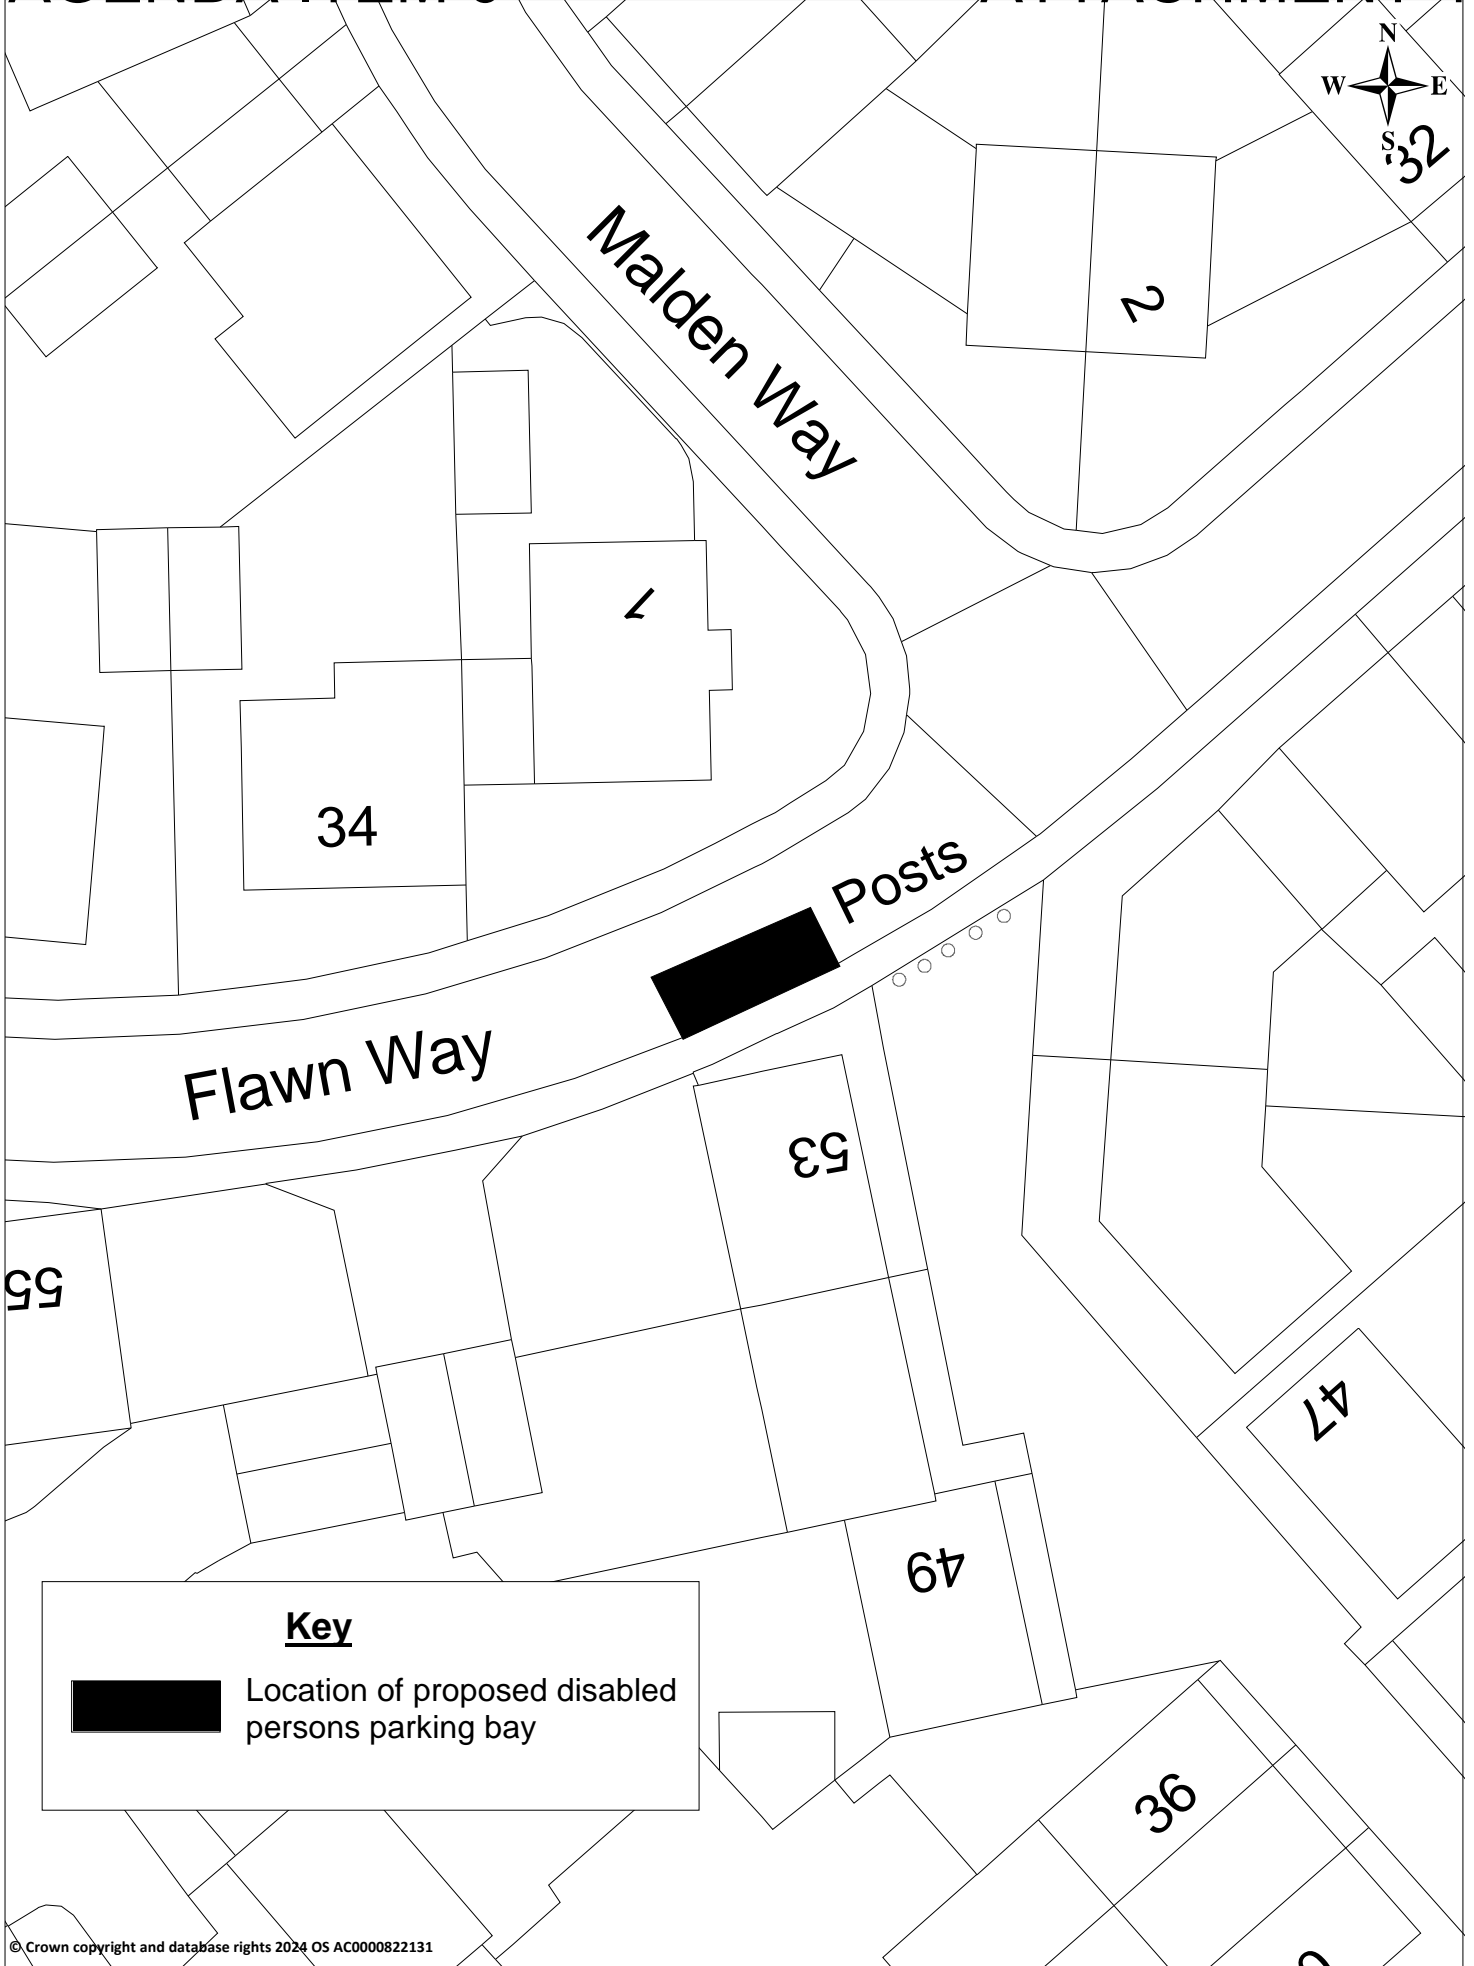 N
W E
S
32
Malden Way
2
1
34
Posts
Flawn Way
53
55
47
49
Key
Location of proposed disabled
persons parking bay
36
© Crown copyright and database rights 2024 OS AC0000822131